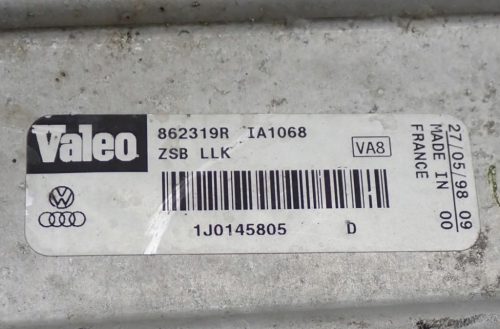 Valeo
862319R IA1068
ZSB LLK
VA8
1J0145805 D
27/05/98 09 00
MADE IN
FRANCE